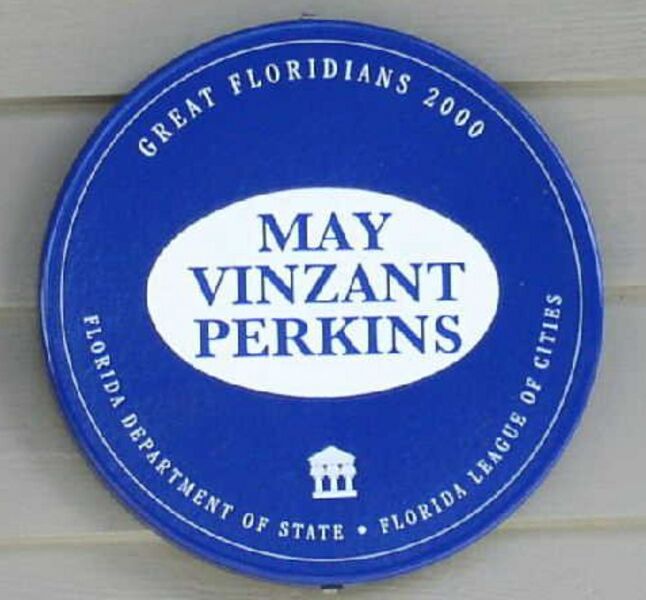 GREAT FLORIDIANS 2000
MAY
VINZANT
PERKINS
FLORIDA DEPARTMENT OF STATE • FLORIDA LEAGUE OF CITIES